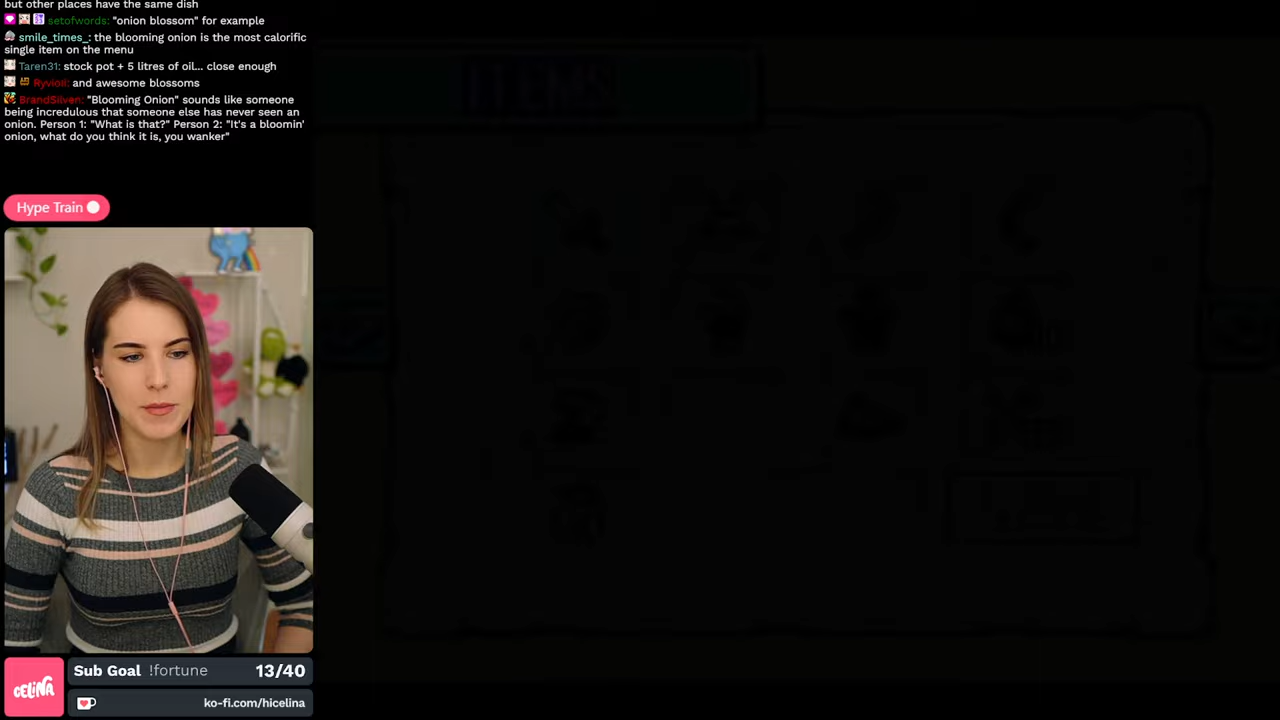 but other places have the same dish
setofwords: "onion blossom" for example
smile_times_: the blooming onion is the most calorific
single item on the menu
Taren31: stock pot + 5 litres of oil... close enough
RyvioII: and awesome blossoms
BrandSilven: "Blooming Onion" sounds like someone
being incredulous that someone else has never seen an
onion. Person 1: "What is that?" Person 2: "It's a bloomin'
onion, what do you think it is, you wanker"
ITEMS
Hype Train
CELINA
Sub Goal !fortune 13/40
ko-fi.com/hicelina